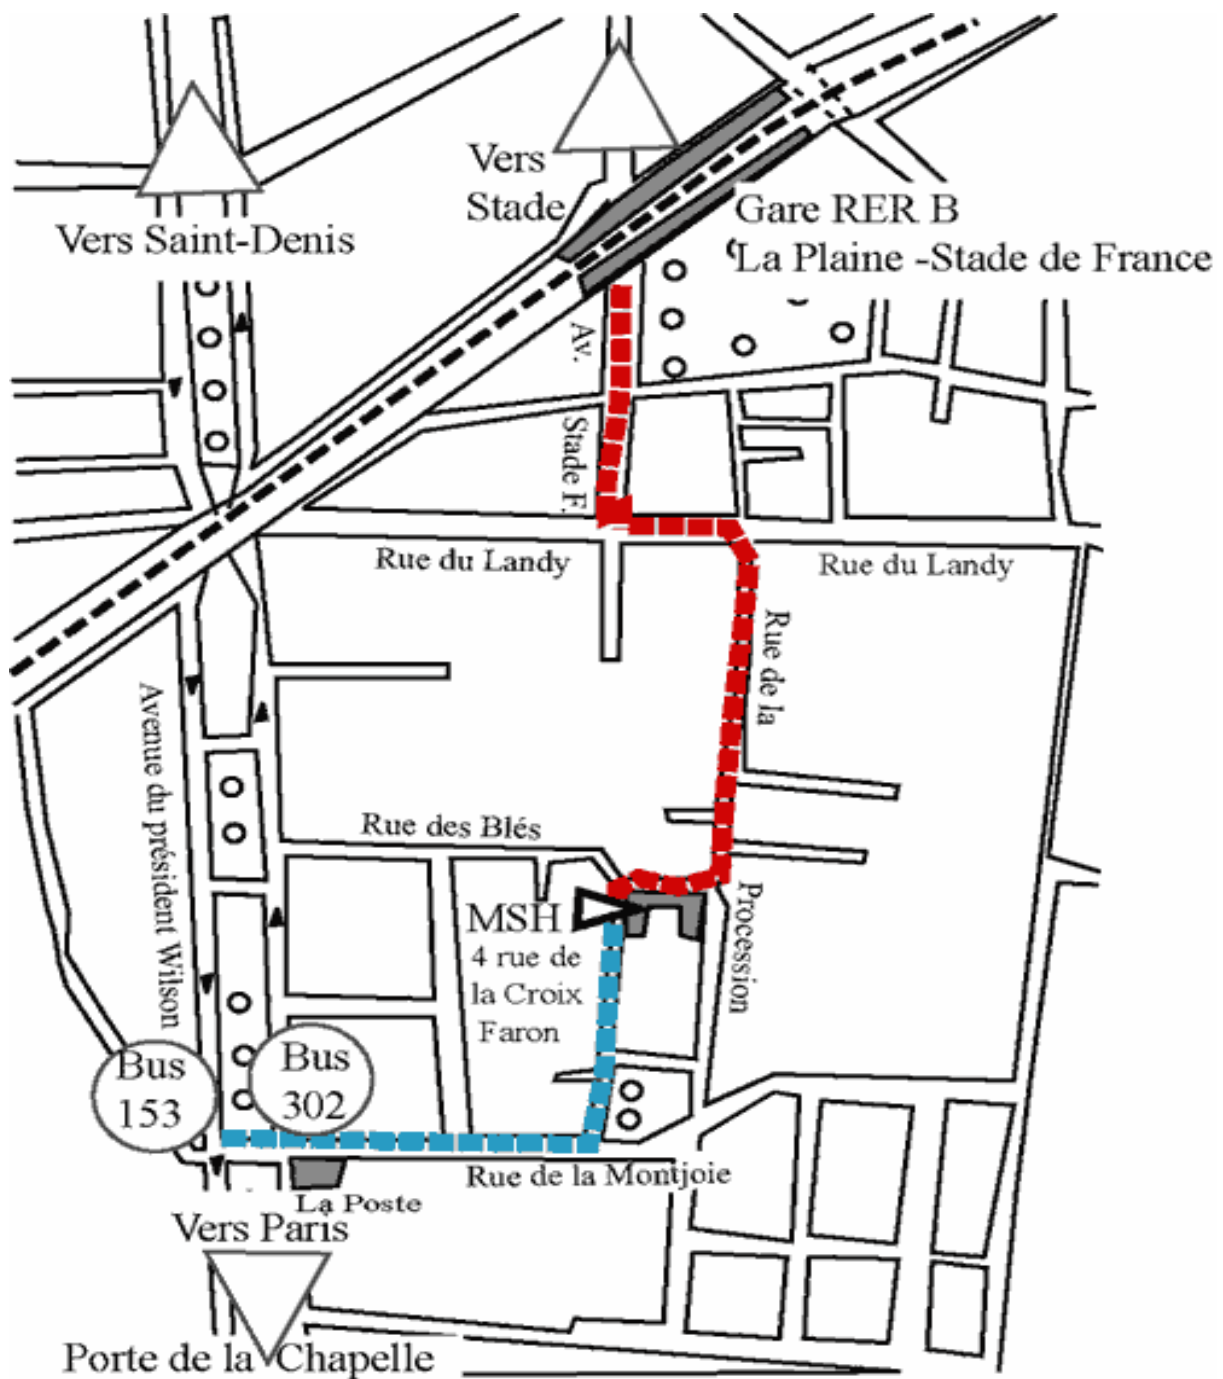 Vers
Stade
Vers Saint-Denis
Gare RER B
La Plaine -Stade de France
Av.
Stade F.
Rue du Landy
Rue du Landy
Rue de la
Procession
Avenue du président Wilson
Rue des Blés
MSH
4 rue de
la Croix
Faron
Bus
153
Bus
302
Rue de la Montjoie
La Poste
Vers Paris
Porte de la Chapelle